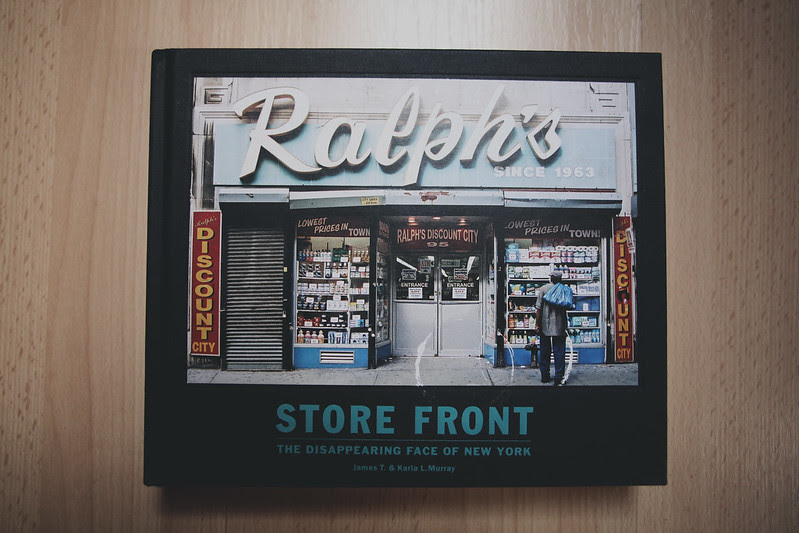 Ralph's
SINCE 1963
LOWEST
PRICES IN TOWN!
LOWEST
PRICES IN TOWN!
RALPH'S DISCOUNT CITY
95
ENTRANCE
ENTRANCE
Ralph's
DISCOUNT
CITY
DISCOUNT
CITY
STORE FRONT
THE DISAPPEARING FACE OF NEW YORK
James T. & Karla L. Murray